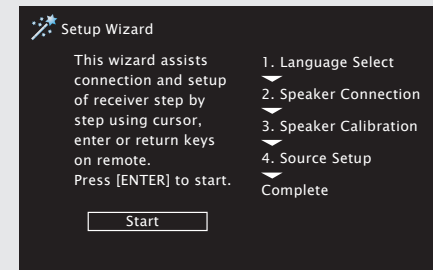 Setup Wizard
This wizard assists
connection and setup
of receiver step by
step using cursor,
enter or return keys
on remote.
Press [ENTER] to start.
Start
1. Language Select
2. Speaker Connection
3. Speaker Calibration
4. Source Setup
Complete